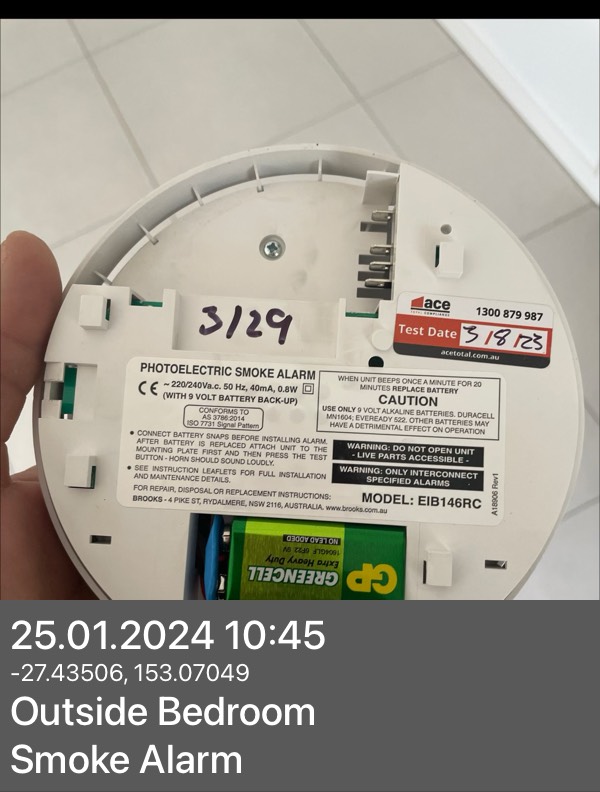 3/29
ace
TOTAL COMPLIANCE
1300 879 987
Test Date 3/8/23
acetotal.com.au
PHOTOELECTRIC SMOKE ALARM
CE ~ 220/240Va.c. 50 Hz, 40mA, 0.8W
(WITH 9 VOLT BATTERY BACK-UP)
CONFORMS TO
AS 3786:2014
ISO 7731 Signal Pattern
• CONNECT BATTERY SNAPS BEFORE INSTALLING ALARM.
AFTER BATTERY IS REPLACED ATTACH UNIT TO THE
MOUNTING PLATE FIRST AND THEN PRESS THE TEST
BUTTON - HORN SHOULD SOUND LOUDLY.
• SEE INSTRUCTION LEAFLETS FOR FULL INSTALLATION
AND MAINTENANCE DETAILS.
FOR REPAIR, DISPOSAL OR REPLACEMENT INSTRUCTIONS:
BROOKS - 4 PIKE ST, RYDALMERE, NSW 2116, AUSTRALIA. www.brooks.com.au
WHEN UNIT BEEPS ONCE A MINUTE FOR 20
MINUTES REPLACE BATTERY
CAUTION
USE ONLY 9 VOLT ALKALINE BATTERIES. DURACELL
MN1604; EVEREADY 522. OTHER BATTERIES MAY
HAVE A DETRIMENTAL EFFECT ON OPERATION
WARNING: DO NOT OPEN UNIT
- LIVE PARTS ACCESSIBLE -
WARNING: ONLY INTERCONNECT
SPECIFIED ALARMS
MODEL: EIB146RC
A18906 Rev1
GP
GREENCELL
Extra Heavy Duty
1604GLF 6F22 9V
NO LEAD ADDED
25.01.2024 10:45
-27.43506, 153.07049
Outside Bedroom
Smoke Alarm